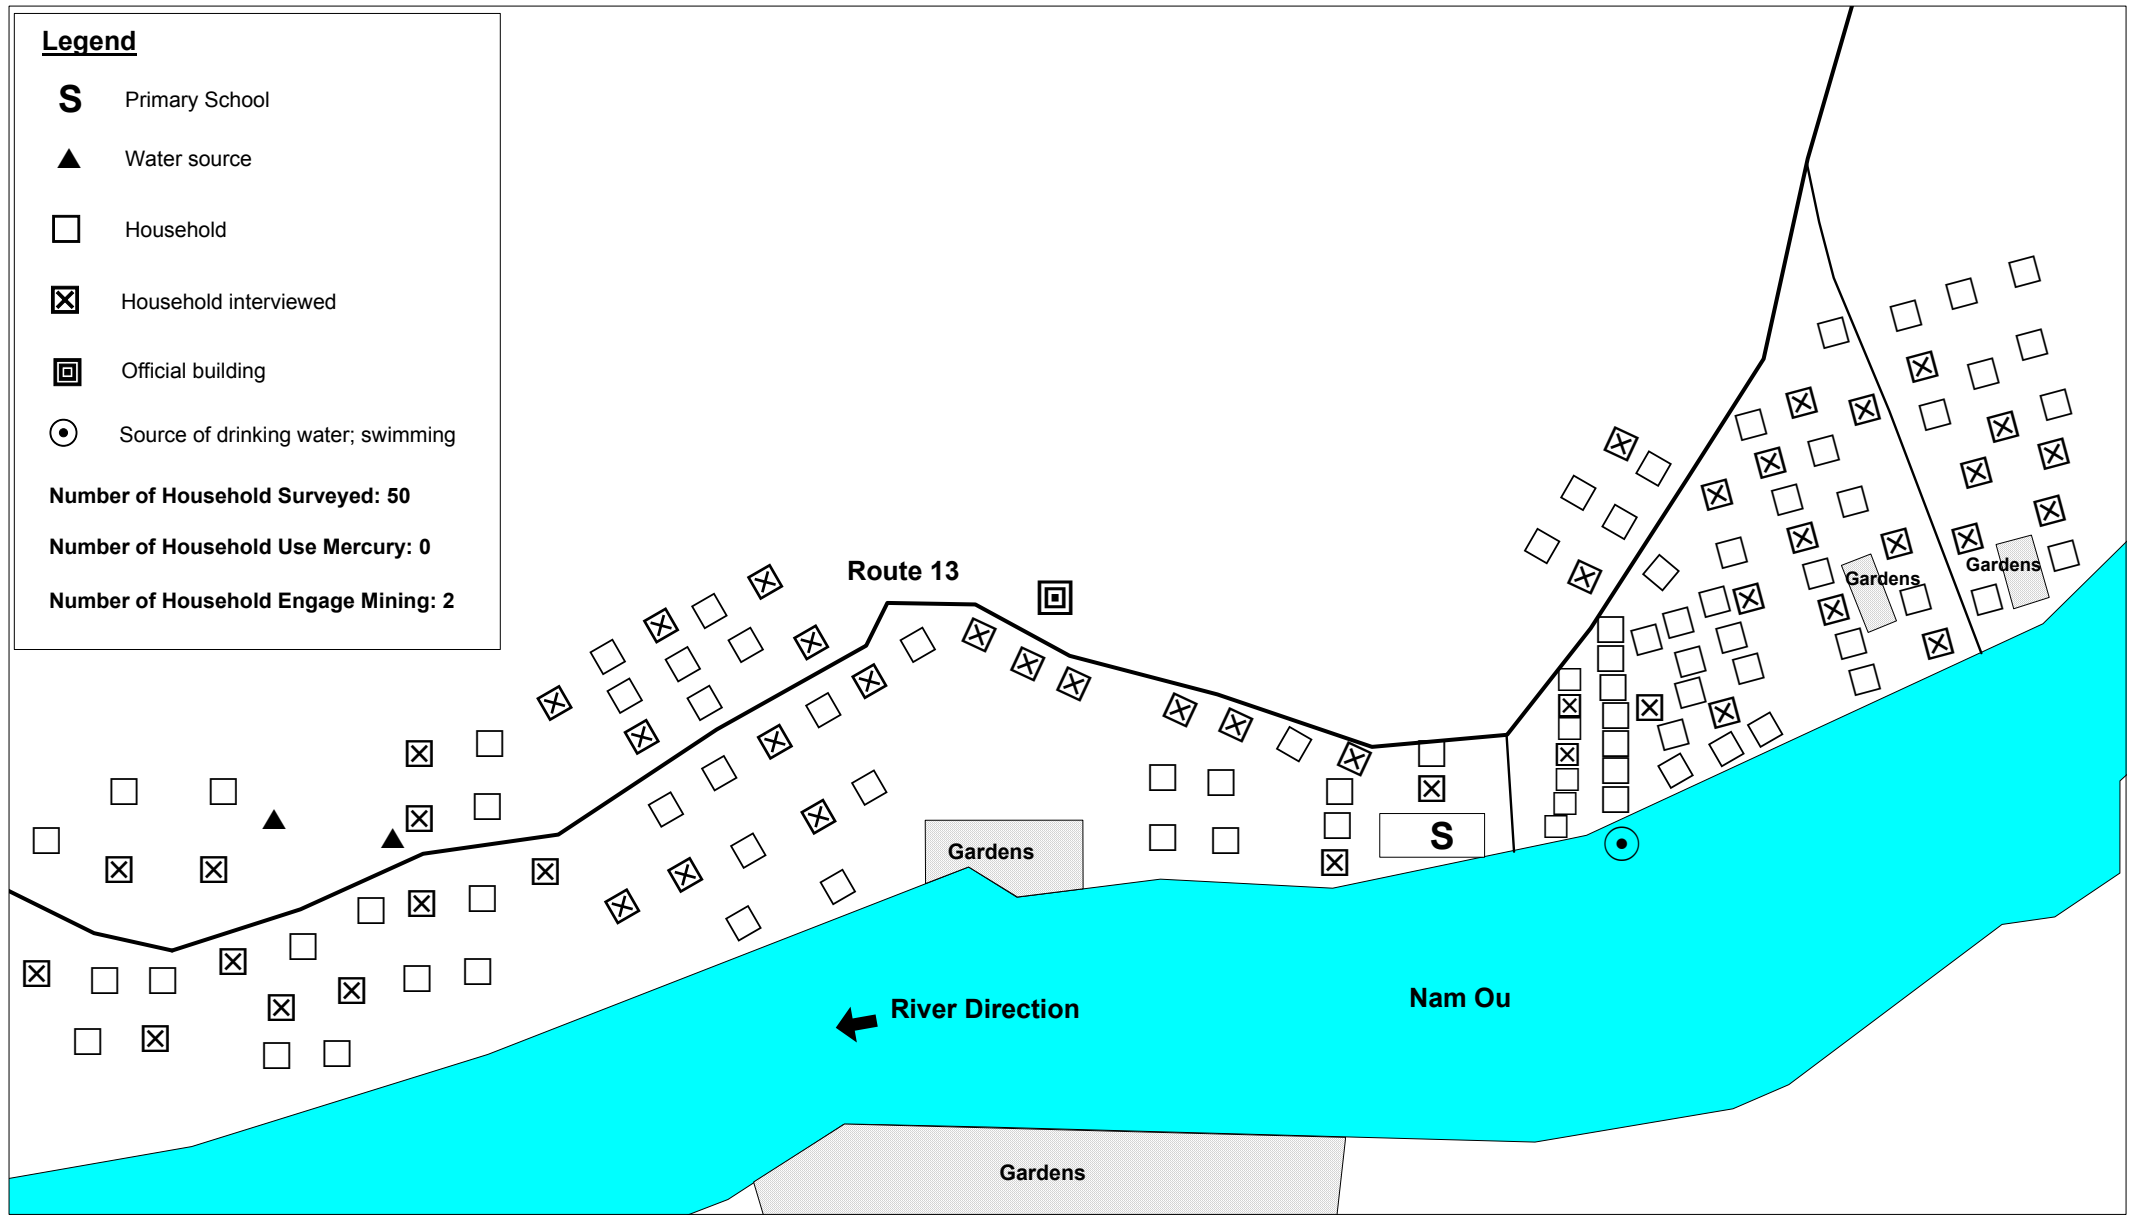 Legend
S Primary School
Water source
Household
Household interviewed
Official building
Source of drinking water; swimming
Number of Household Surveyed: 50
Number of Household Use Mercury: 0
Number of Household Engage Mining: 2
Route 13
Gardens
Gardens
Gardens
S
River Direction
Nam Ou
Gardens